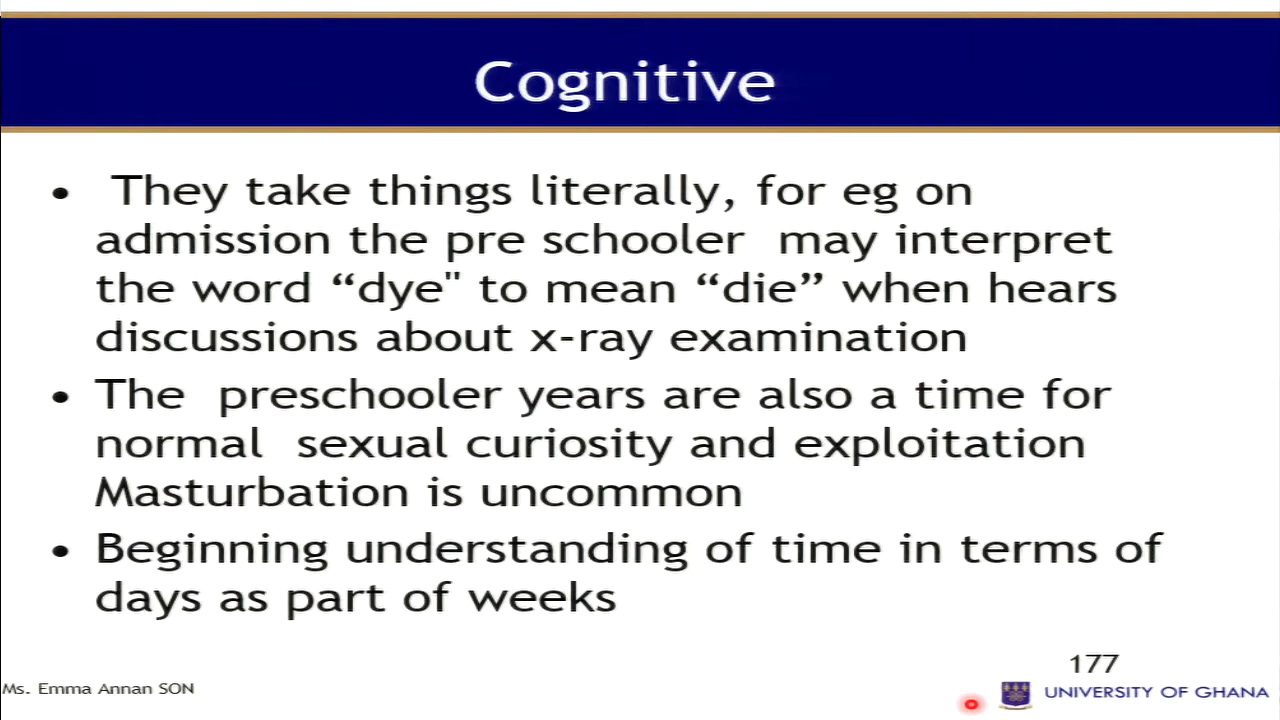 Cognitive
• They take things literally, for eg on
admission the pre schooler may interpret
the word “dye" to mean “die” when hears
discussions about x-ray examination
• The preschooler years are also a time for
normal sexual curiosity and exploitation
Masturbation is uncommon
• Beginning understanding of time in terms of
days as part of weeks
177
Ms. Emma Annan SON
UNIVERSITY OF GHANA